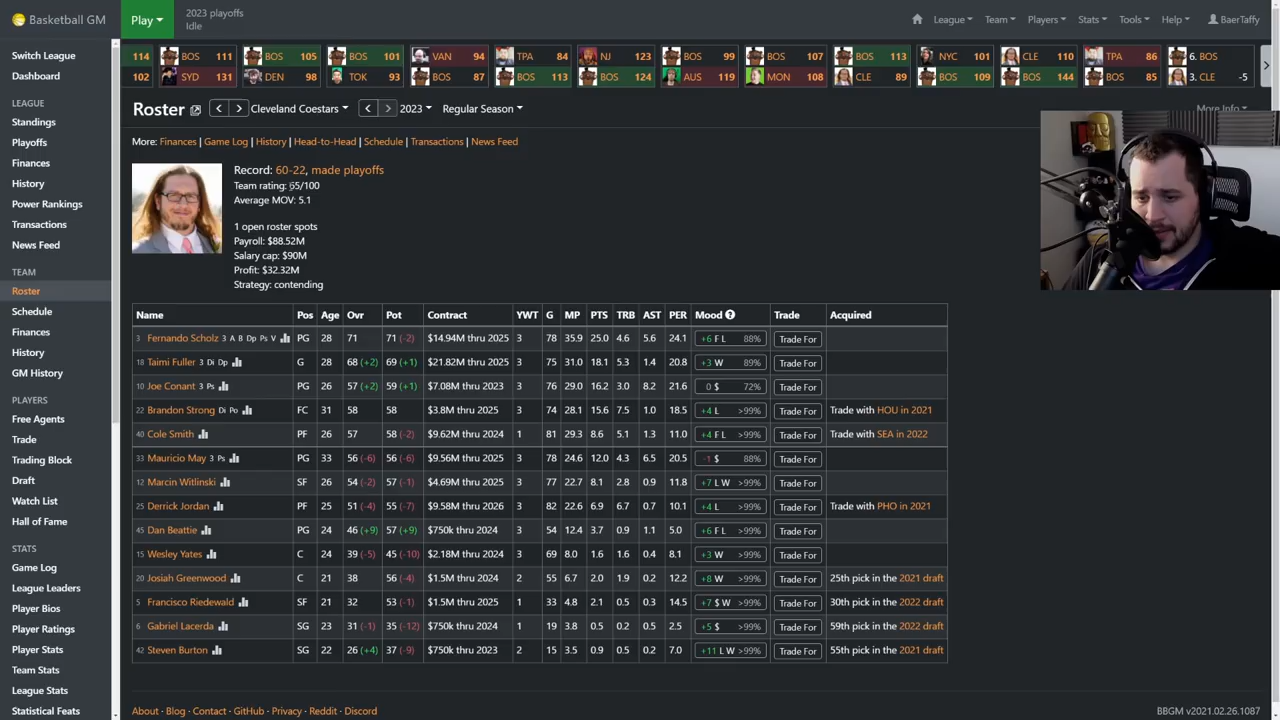 Basketball GM
Play
2023 playoffs
Idle
League
Team
Players
Stats
Tools
Help
BaerTaffy
114 BOS 111 BOS 105 BOS 101 VAN 94 TPA 84 NJ 123 BOS 99 BOS 107 BOS 113 NYC 101 CLE 110 TPA 86 6. BOS
102 SYD 131 DEN 98 TOK 93 BOS 87 BOS 113 BOS 124 AUS 119 MON 108 CLE 89 BOS 109 BOS 144 BOS 85 3. CLE -5
Switch League
Dashboard
LEAGUE
Standings
Playoffs
Finances
History
Power Rankings
Transactions
News Feed
TEAM
Roster
Schedule
Finances
History
GM History
PLAYERS
Free Agents
Trade
Trading Block
Draft
Watch List
Hall of Fame
STATS
Game Log
League Leaders
Player Bios
Player Ratings
Player Stats
Team Stats
League Stats
Statistical Feats
Roster
Cleveland Coestars
2023
Regular Season
More Info
More: Finances | Game Log | History | Head-to-Head | Schedule | Transactions | News Feed
Record: 60-22, made playoffs
Team rating: 65/100
Average MOV: 5.1
1 open roster spots
Payroll: $88.52M
Salary cap: $90M
Profit: $32.32M
Strategy: contending
Name Pos Age Ovr Pot Contract YWT G MP PTS TRB AST PER Mood ? Trade Acquired
3 Fernando Scholz 3 A B Dp Ps V PG 28 71 71 (-2) $14.94M thru 2025 3 78 35.9 25.0 4.6 5.6 24.1 +6 F L 88% Trade For
18 Taimi Fuller 3 Di Dp G 28 68 (+2) 69 (+1) $21.82M thru 2025 3 75 31.0 18.1 5.3 1.4 20.8 +3 W 89% Trade For
10 Joe Conant 3 Ps PG 26 57 (+2) 59 (+1) $7.08M thru 2023 3 76 29.0 16.2 3.0 8.2 21.6 0 $ 72% Trade For
22 Brandon Strong Di Po FC 31 58 58 $3.8M thru 2025 3 74 28.1 15.6 7.5 1.0 18.5 +4 L >99% Trade For Trade with HOU in 2021
40 Cole Smith PF 26 57 58 (-2) $9.62M thru 2024 1 81 29.3 8.6 5.1 1.3 11.0 +4 F L >99% Trade For Trade with SEA in 2022
33 Mauricio May 3 Ps PG 33 56 (-6) 56 (-6) $9.56M thru 2025 3 78 24.6 12.0 4.3 6.5 20.5 -1 $ 88% Trade For
12 Marcin Witlinski SF 26 54 (-2) 57 (-1) $4.69M thru 2025 3 77 22.7 8.1 2.8 0.9 11.8 +7 L W >99% Trade For
25 Derrick Jordan PF 25 51 (-4) 55 (-7) $9.58M thru 2026 3 82 22.6 6.9 6.7 0.7 10.1 +4 L >99% Trade For Trade with PHO in 2021
45 Dan Beattie PG 24 46 (+9) 57 (+9) $750k thru 2024 3 54 12.4 3.7 0.9 1.1 5.0 +6 F L >99% Trade For
15 Wesley Yates C 24 39 (-5) 45 (-10) $2.18M thru 2024 3 69 8.0 1.6 1.6 0.4 8.1 +3 W >99% Trade For
20 Josiah Greenwood C 21 38 56 (-4) $1.5M thru 2024 2 55 6.7 2.0 1.9 0.2 12.2 +8 W >99% Trade For 25th pick in the 2021 draft
5 Francisco Riedewald SF 21 32 53 (-1) $1.5M thru 2025 1 33 4.8 2.1 0.5 0.3 14.5 +7 $ W >99% Trade For 30th pick in the 2022 draft
6 Gabriel Lacerda SG 23 31 (-1) 35 (-12) $750k thru 2024 1 19 3.8 0.5 0.2 0.5 2.5 +5 $ >99% Trade For 59th pick in the 2022 draft
42 Steven Burton SG 22 26 (+4) 37 (-9) $750k thru 2023 2 15 3.5 0.9 0.5 0.2 7.0 +11 L W >99% Trade For 55th pick in the 2021 draft
About · Blog · Contact · GitHub · Privacy · Reddit · Discord
BBGM v2021.02.26.1087